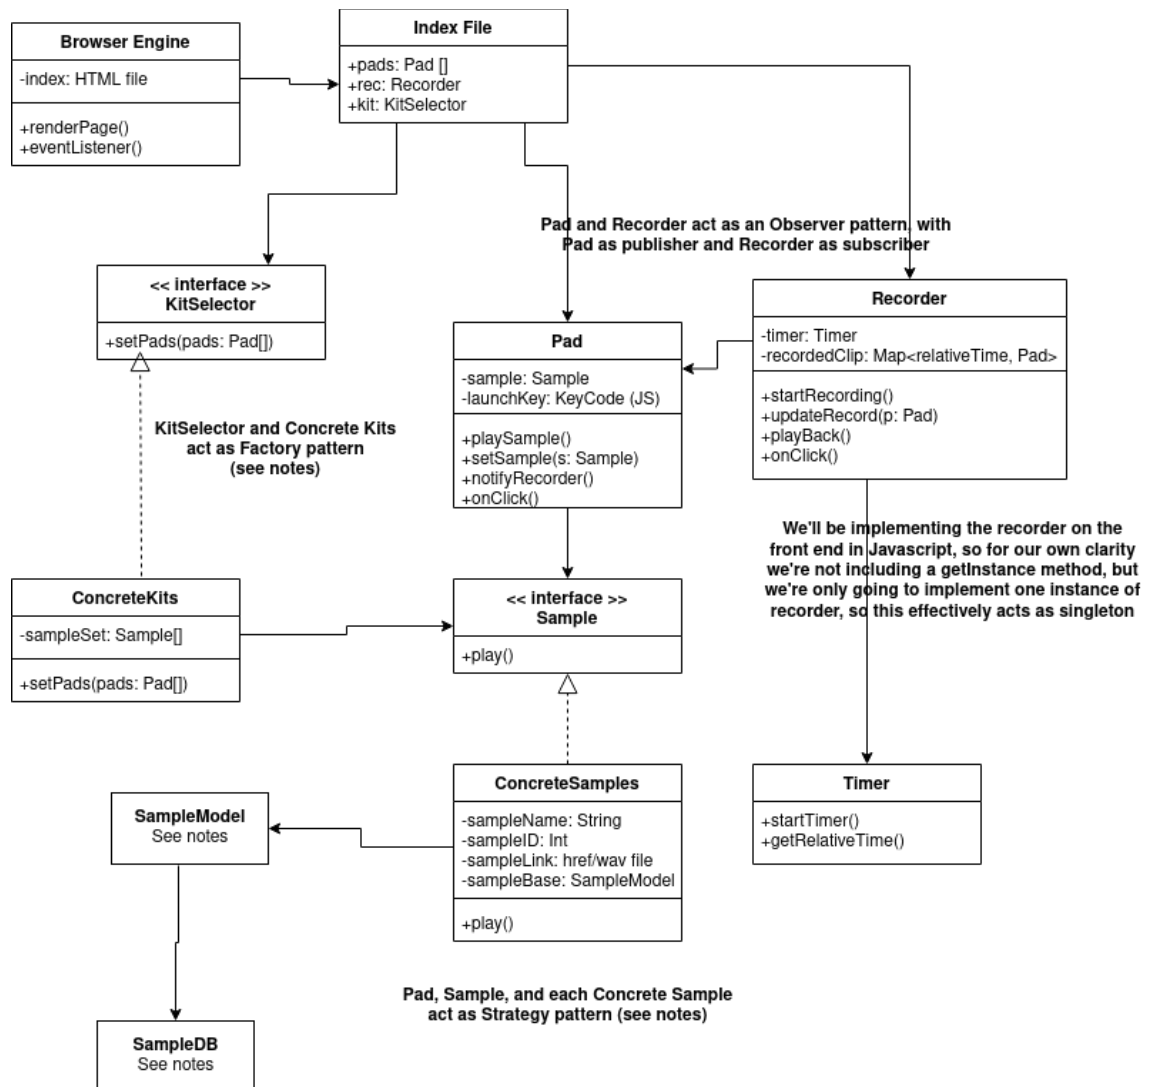 Browser Engine
-index: HTML file
+renderPage()
+eventListener()
Index File
+pads: Pad []
+rec: Recorder
+kit: KitSelector
Pad and Recorder act as an Observer pattern, with
Pad as publisher and Recorder as subscriber
<< interface >>
KitSelector
+setPads(pads: Pad[])
Pad
-sample: Sample
-launchKey: KeyCode (JS)
+playSample()
+setSample(s: Sample)
+notifyRecorder()
+onClick()
Recorder
-timer: Timer
-recordedClip: Map<relativeTime, Pad>
+startRecording()
+updateRecord(p: Pad)
+playBack()
+onClick()
KitSelector and Concrete Kits
act as Factory pattern
(see notes)
We'll be implementing the recorder on the
front end in Javascript, so for our own clarity
we're not including a getInstance method, but
we're only going to implement one instance of
recorder, so this effectively acts as singleton
ConcreteKits
-sampleSet: Sample[]
+setPads(pads: Pad[])
<< interface >>
Sample
+play()
SampleModel
See notes
ConcreteSamples
-sampleName: String
-sampleID: Int
-sampleLink: href/wav file
-sampleBase: SampleModel
+play()
Timer
+startTimer()
+getRelativeTime()
Pad, Sample, and each Concrete Sample
act as Strategy pattern (see notes)
SampleDB
See notes